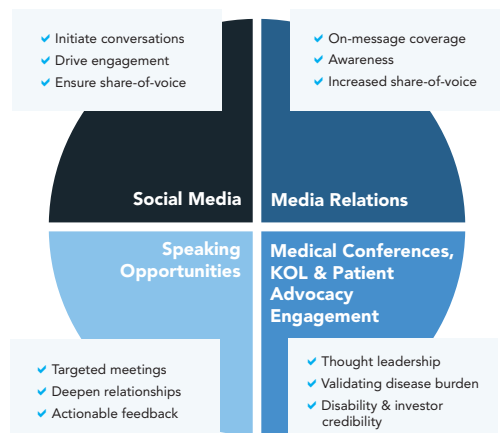 Initiate conversations
Drive engagement
Ensure share-of-voice
On-message coverage
Awareness
Increased share-of-voice
Social Media
Media Relations
Speaking
Opportunities
Medical Conferences,
KOL & Patient
Advocacy
Engagement
Targeted meetings
Deepen relationships
Actionable feedback
Thought leadership
Validating disease burden
Disability & investor
credibility